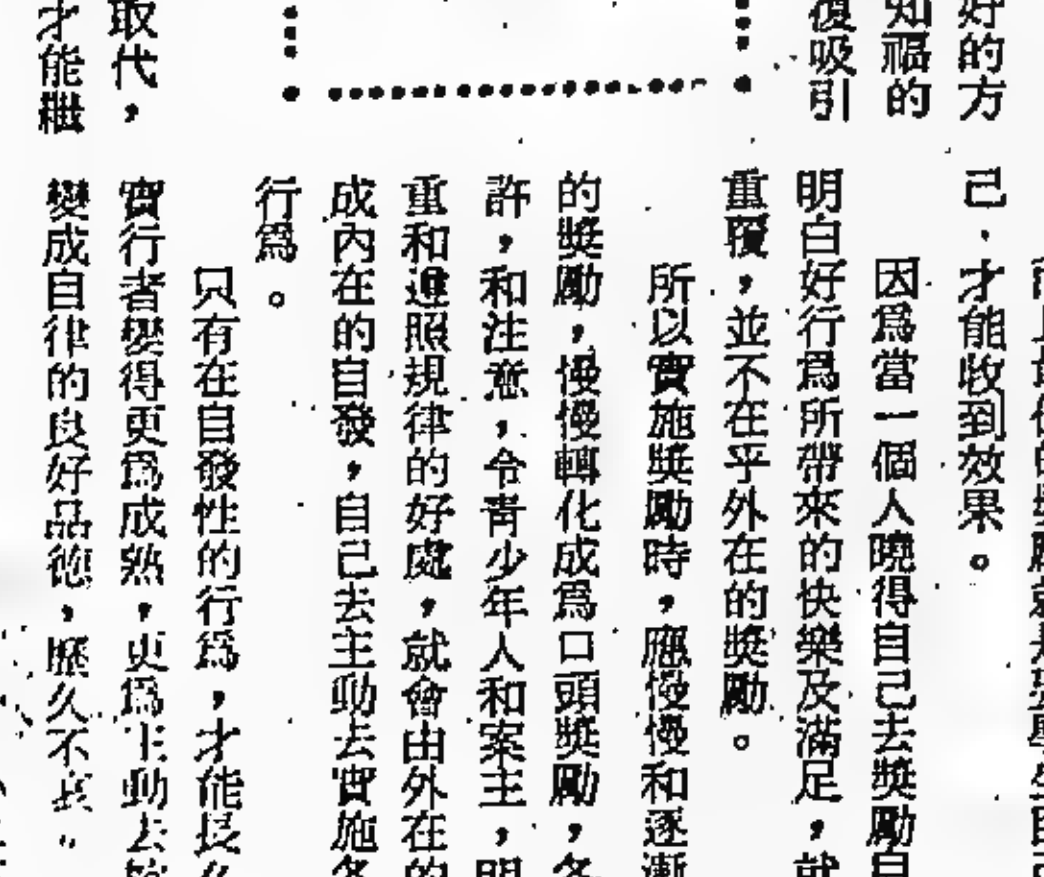 好的方
知福的
復吸引
取代，
才能繼
己，才能收到效果。
因爲當一個人曉得自己去獎勵自
明白好行爲所帶來的快樂及滿足，就
重覆，並不在乎外在的獎勵。
所以實施獎勵時，應慢慢和逐漸
的獎勵，慢慢轉化成爲口頭獎勵，
許，和注意，令青少年人和案主，明
重和遵照規律的好處，就會由外在的
成內在的自發，自己去主動去實施
行爲。
只有在自發性的行爲，才能長久
實行者變得更爲成熟，更爲主動去
變成自律的良好品德，歷久不衰。